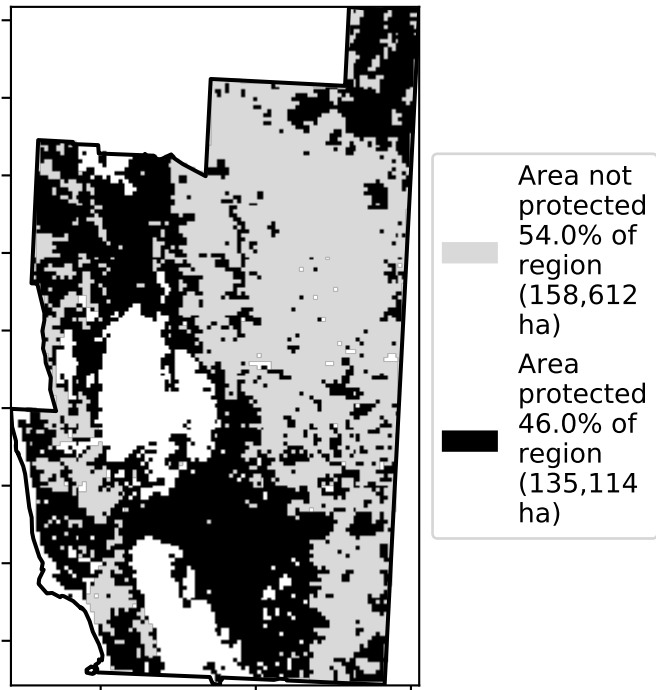 Area not
protected
54.0% of
region
(158,612
ha)
Area
protected
46.0% of
region
(135,114
ha)